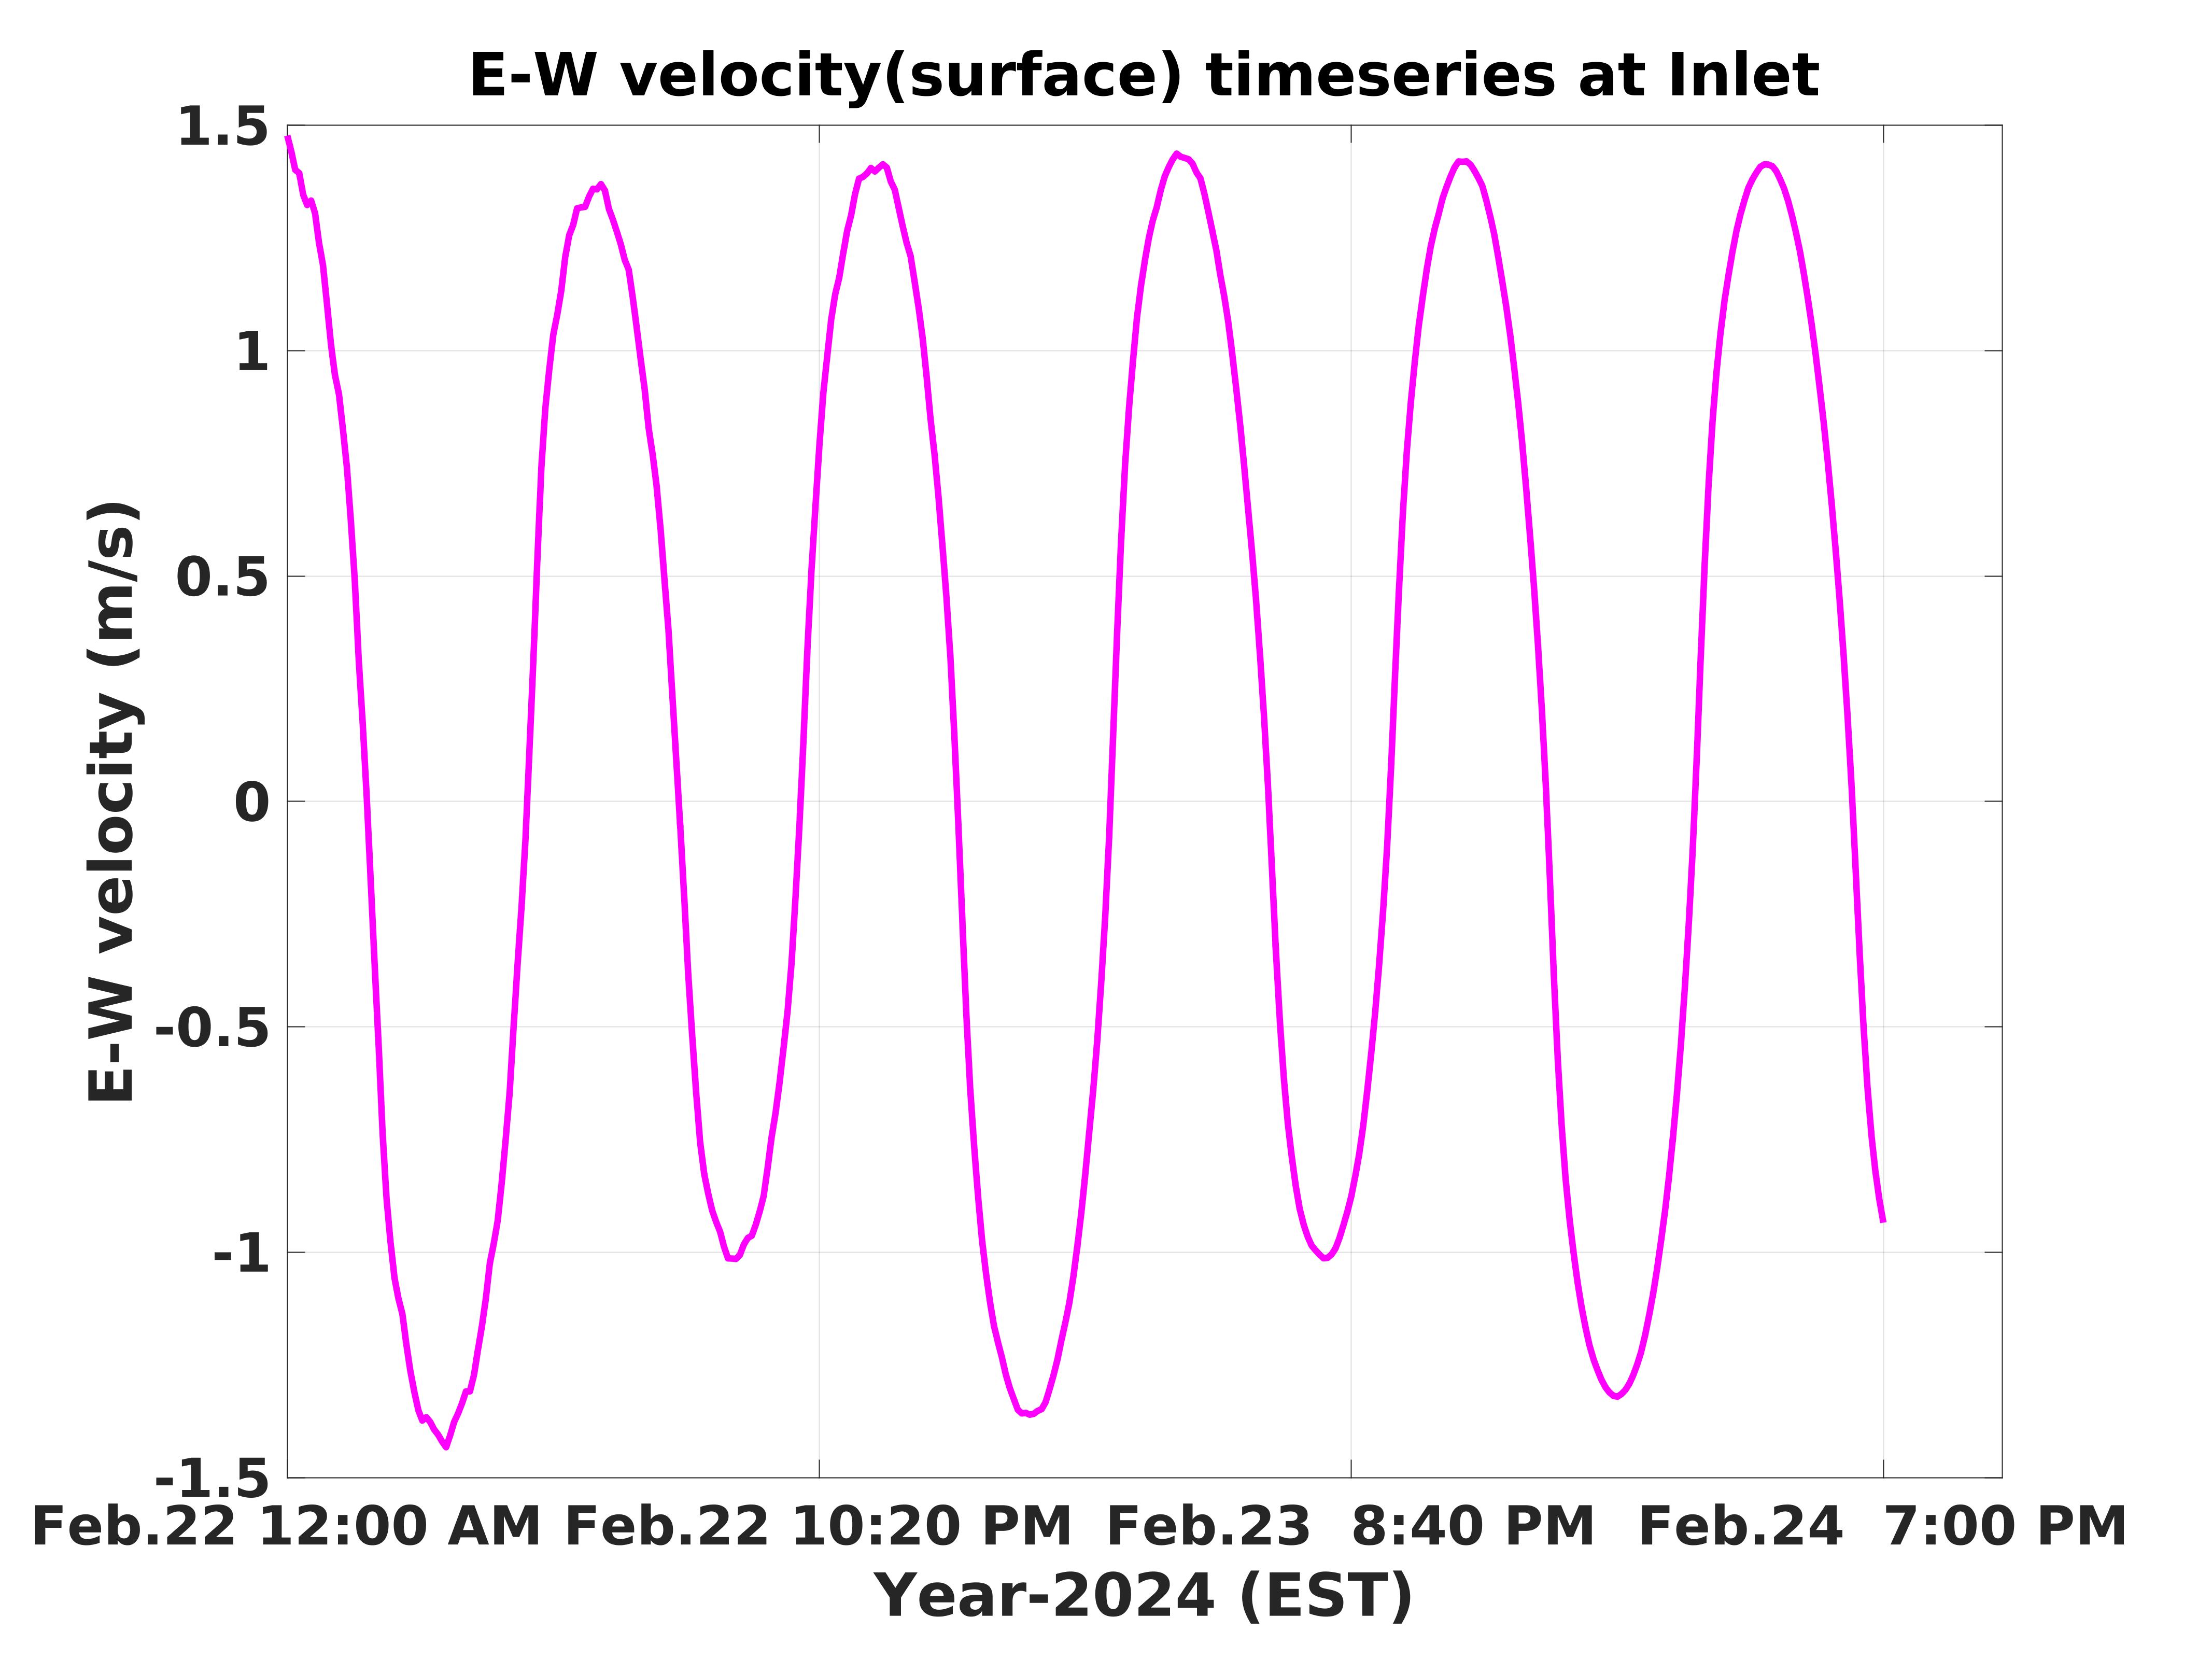 E-W velocity(surface) timeseries at Inlet
E-W velocity (m/s)
1.5
1
0.5
0
-0.5
-1
-1.5
Feb.22 12:00 AM Feb.22 10:20 PM Feb.23 8:40 PM Feb.24 7:00 PM
Year-2024 (EST)